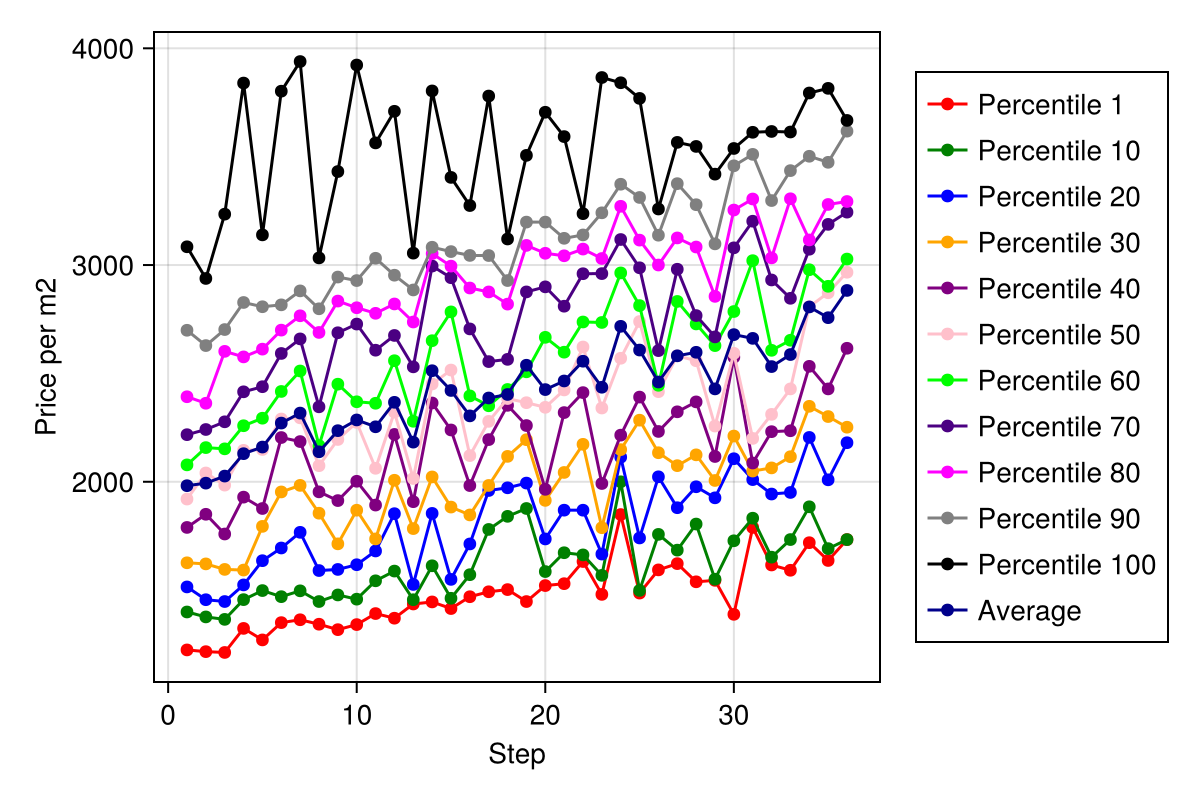 Price per m2
4000
3000
2000
0 10 20 30
Step
Percentile 1
Percentile 10
Percentile 20
Percentile 30
Percentile 40
Percentile 50
Percentile 60
Percentile 70
Percentile 80
Percentile 90
Percentile 100
Average